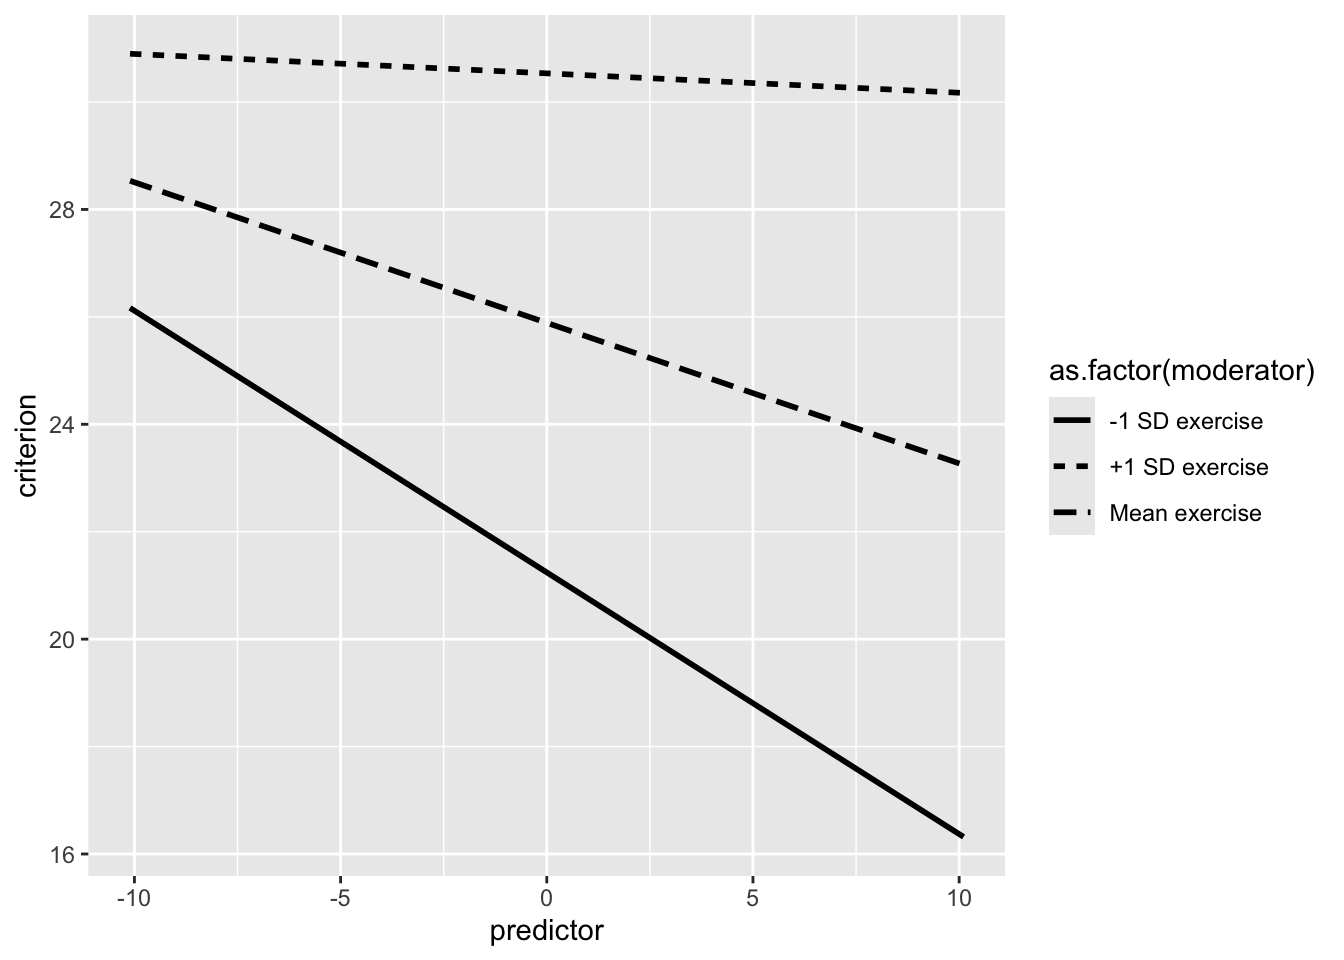 28
24
20
16
criterion
-10
-5
0
5
10
predictor
as.factor(moderator)
-1 SD exercise
+1 SD exercise
Mean exercise